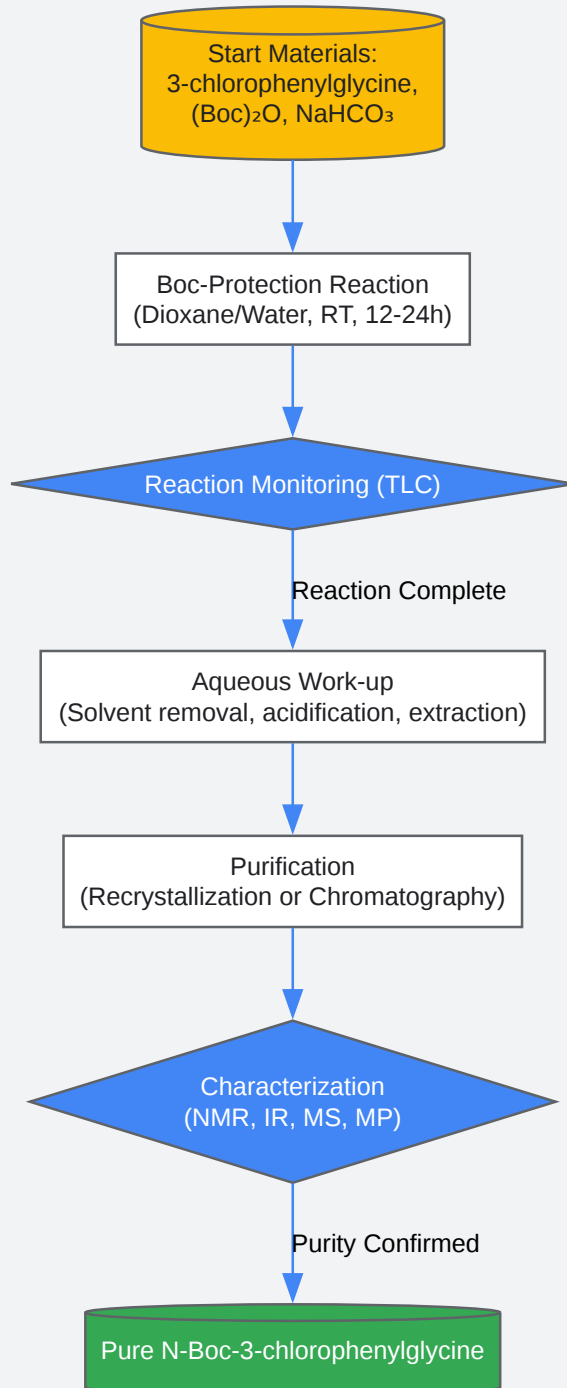 Start Materials:
3-chlorophenylglycine,
(Boc)₂O, NaHCO₃
Boc-Protection Reaction
(Dioxane/Water, RT, 12-24h)
Reaction Monitoring (TLC)
Reaction Complete
Aqueous Work-up
(Solvent removal, acidification, extraction)
Purification
(Recrystallization or Chromatography)
Characterization
(NMR, IR, MS, MP)
Purity Confirmed
Pure N-Boc-3-chlorophenylglycine